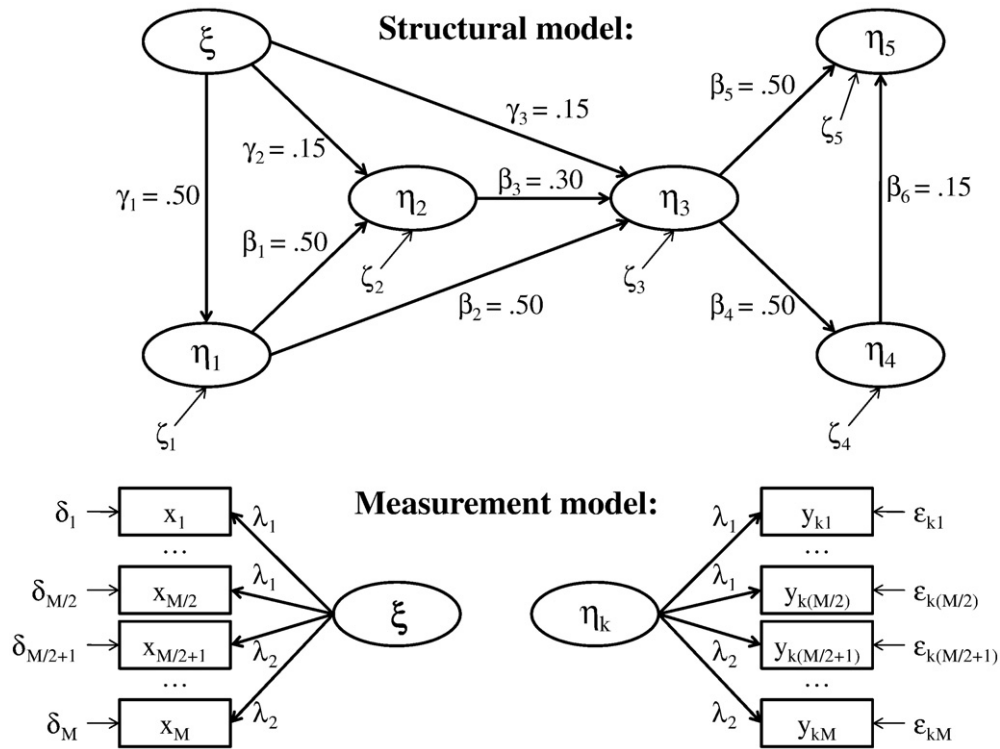 Structural model:
ξ
η5
γ3 = .15
β5 = .50
ζ5
γ2 = .15
γ1 = .50
η2
β3 = .30
η3
β6 = .15
β1 = .50
ζ2
ζ3
β2 = .50
β4 = .50
η1
η4
ζ1
ζ4
Measurement model:
δ1
x1
λ1
…
δM/2
xM/2
λ1
ξ
δM/2+1
xM/2+1
λ2
…
δM
xM
λ2
λ1
yk1
εk1
…
ηk
λ1
yk(M/2)
εk(M/2)
λ2
yk(M/2+1)
εk(M/2+1)
…
λ2
ykM
εkM